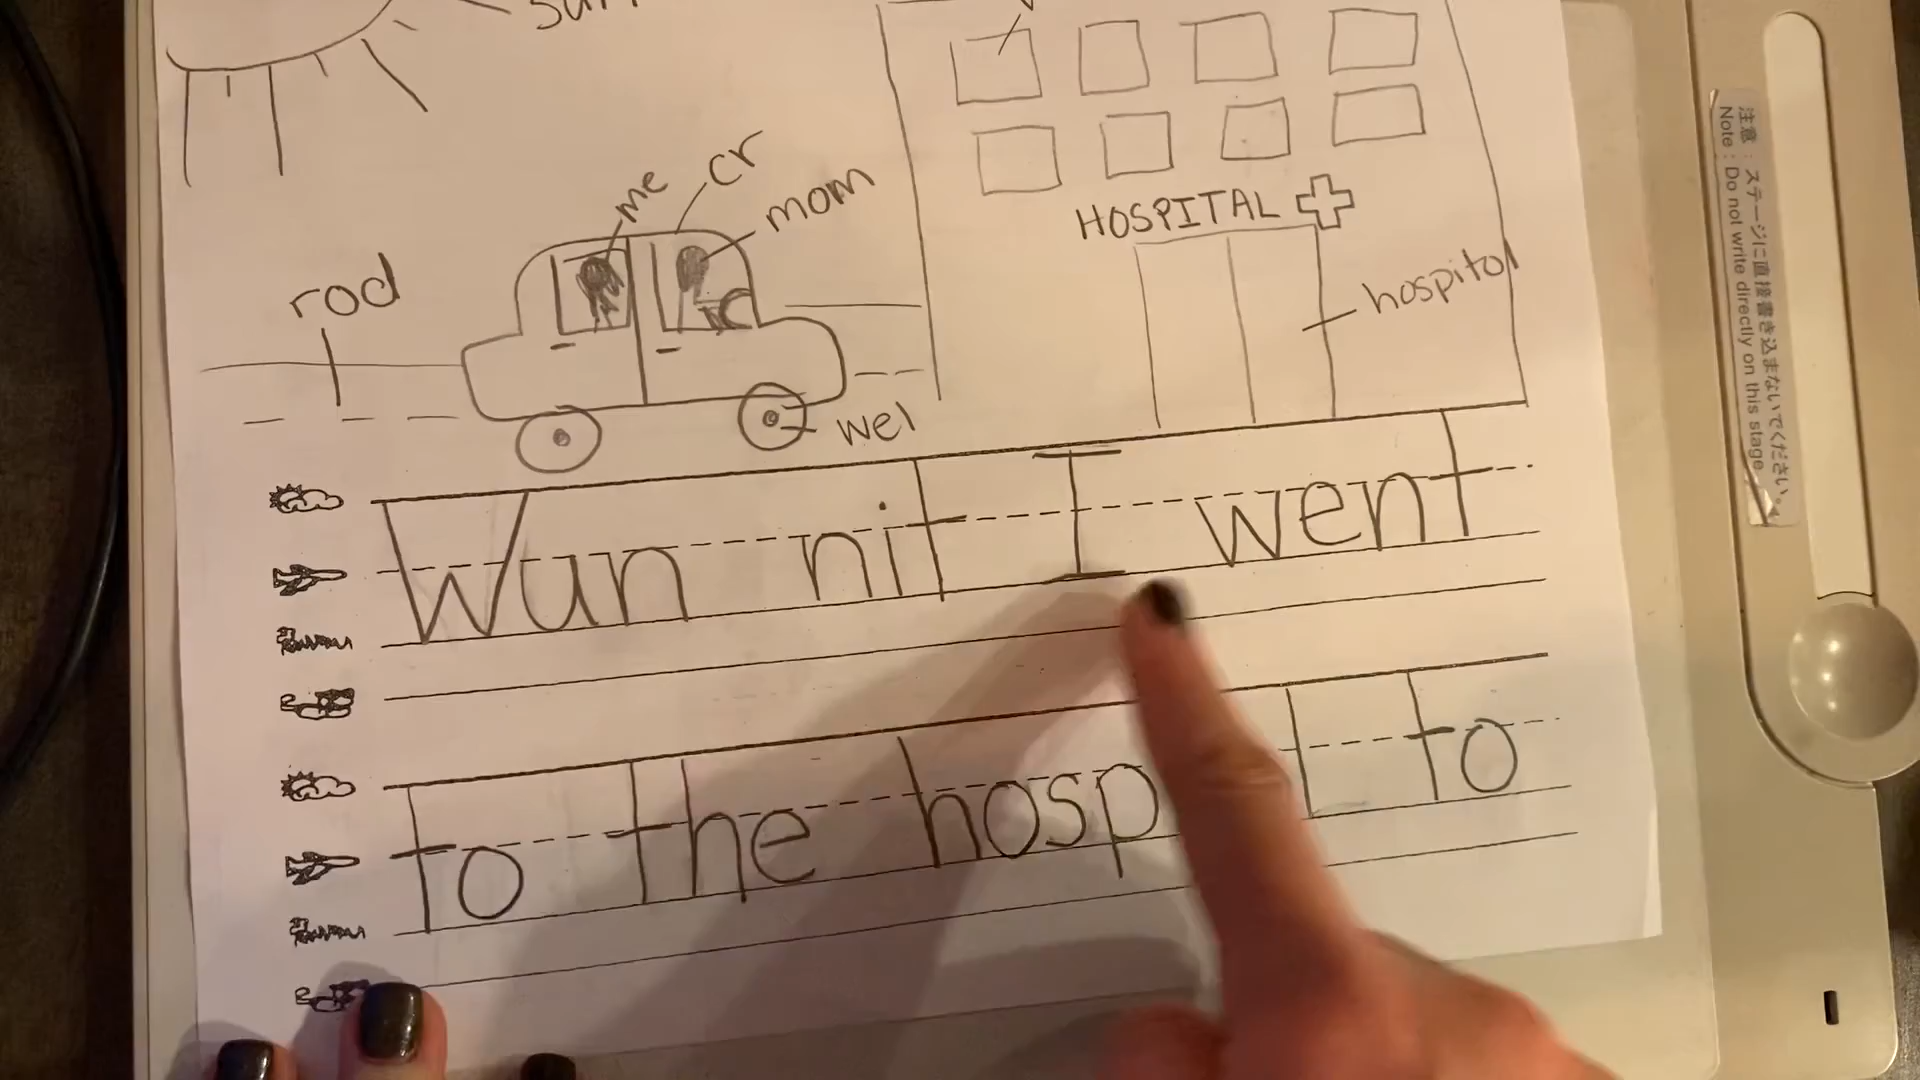 me
cr
mom
HOSPITAL
rod
hospitol
wel
Wun nit I went
to the to
注意：ステージに直接書き込まないでください。
Note : Do not write directly on this stage